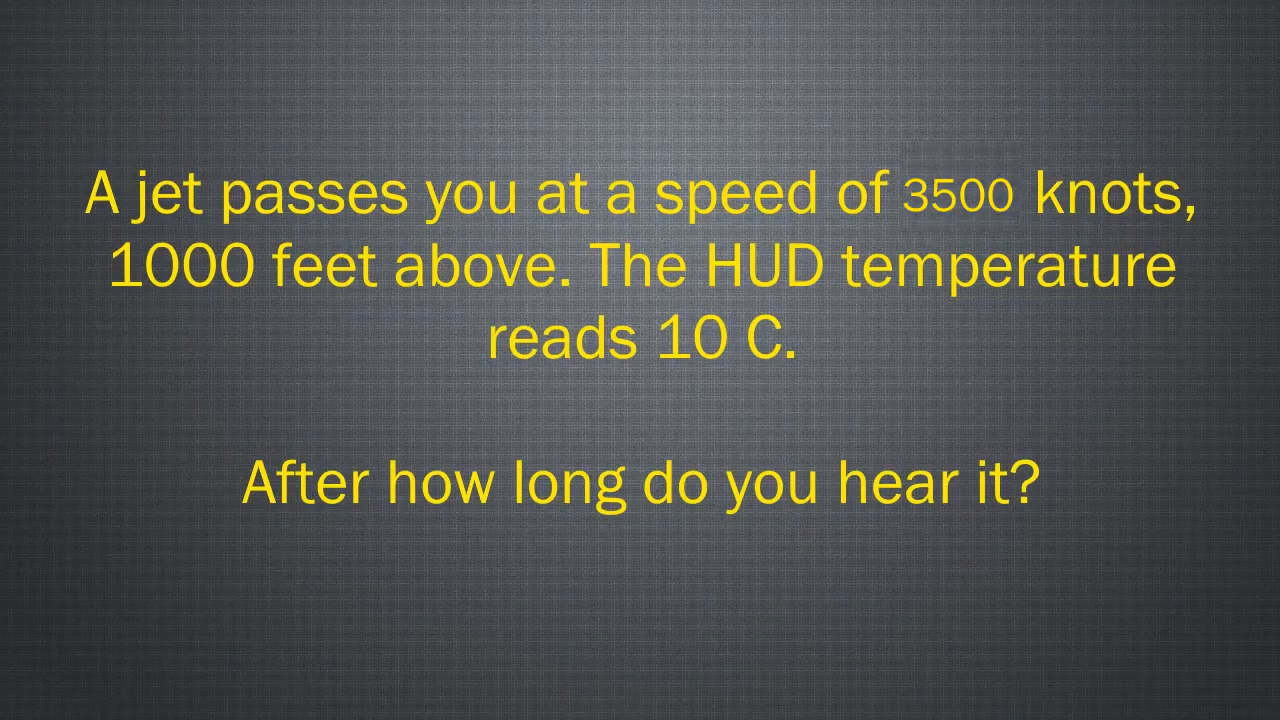 A jet passes you at a speed of 3500 knots,
1000 feet above. The HUD temperature
reads 10 C.
After how long do you hear it?